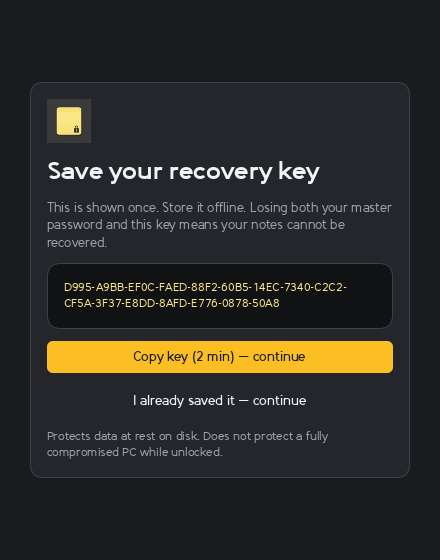 Save your recovery key
This is shown once. Store it offline. Losing both your master
password and this key means your notes cannot be
recovered.
D995-A9BB-EF0C-FAED-88F2-60B5-14EC-7340-C2C2-
CF5A-3F37-E8DD-8AFD-E776-0878-50A8
Copy key (2 min) — continue
I already saved it — continue
Protects data at rest on disk. Does not protect a fully
compromised PC while unlocked.